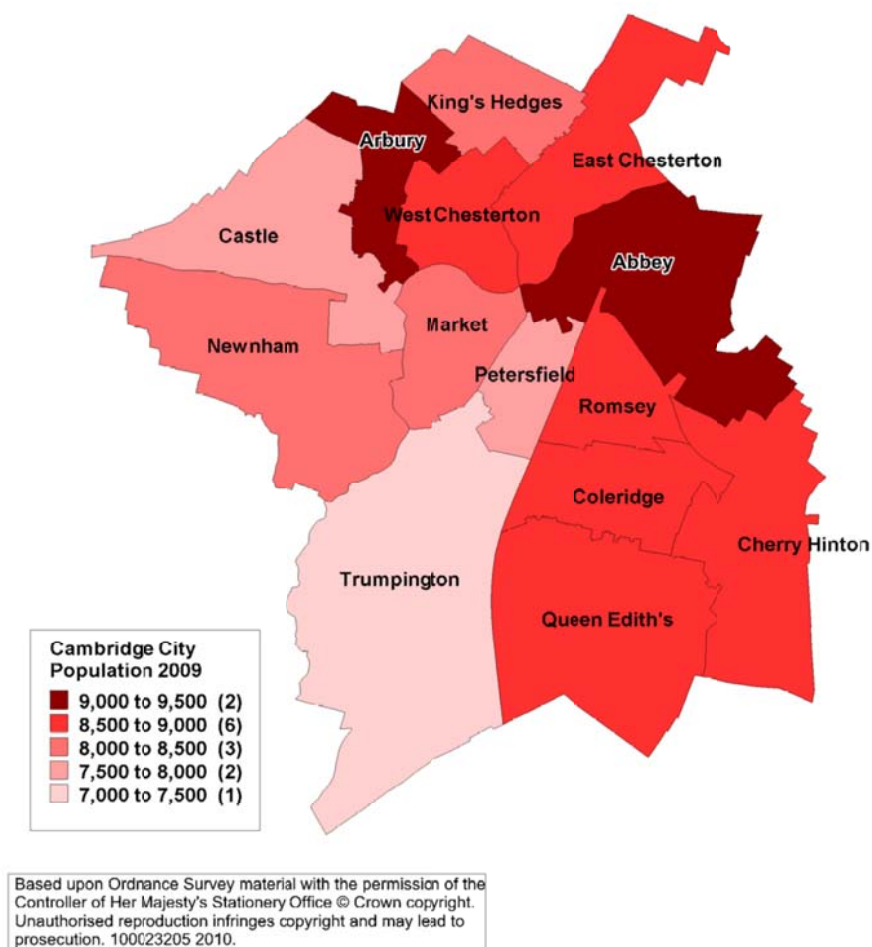 King's Hedges
Arbury
East Chesterton
West Chesterton
Castle
Abbey
Market
Newnham
Petersfield
Romsey
Coleridge
Cherry Hinton
Trumpington
Queen Edith's
Cambridge City
Population 2009
9,000 to 9,500 (2)
8,500 to 9,000 (6)
8,000 to 8,500 (3)
7,500 to 8,000 (2)
7,000 to 7,500 (1)
Based upon Ordnance Survey material with the permission of the
Controller of Her Majesty's Stationery Office © Crown copyright.
Unauthorised reproduction infringes copyright and may lead to
prosecution. 100023205 2010.